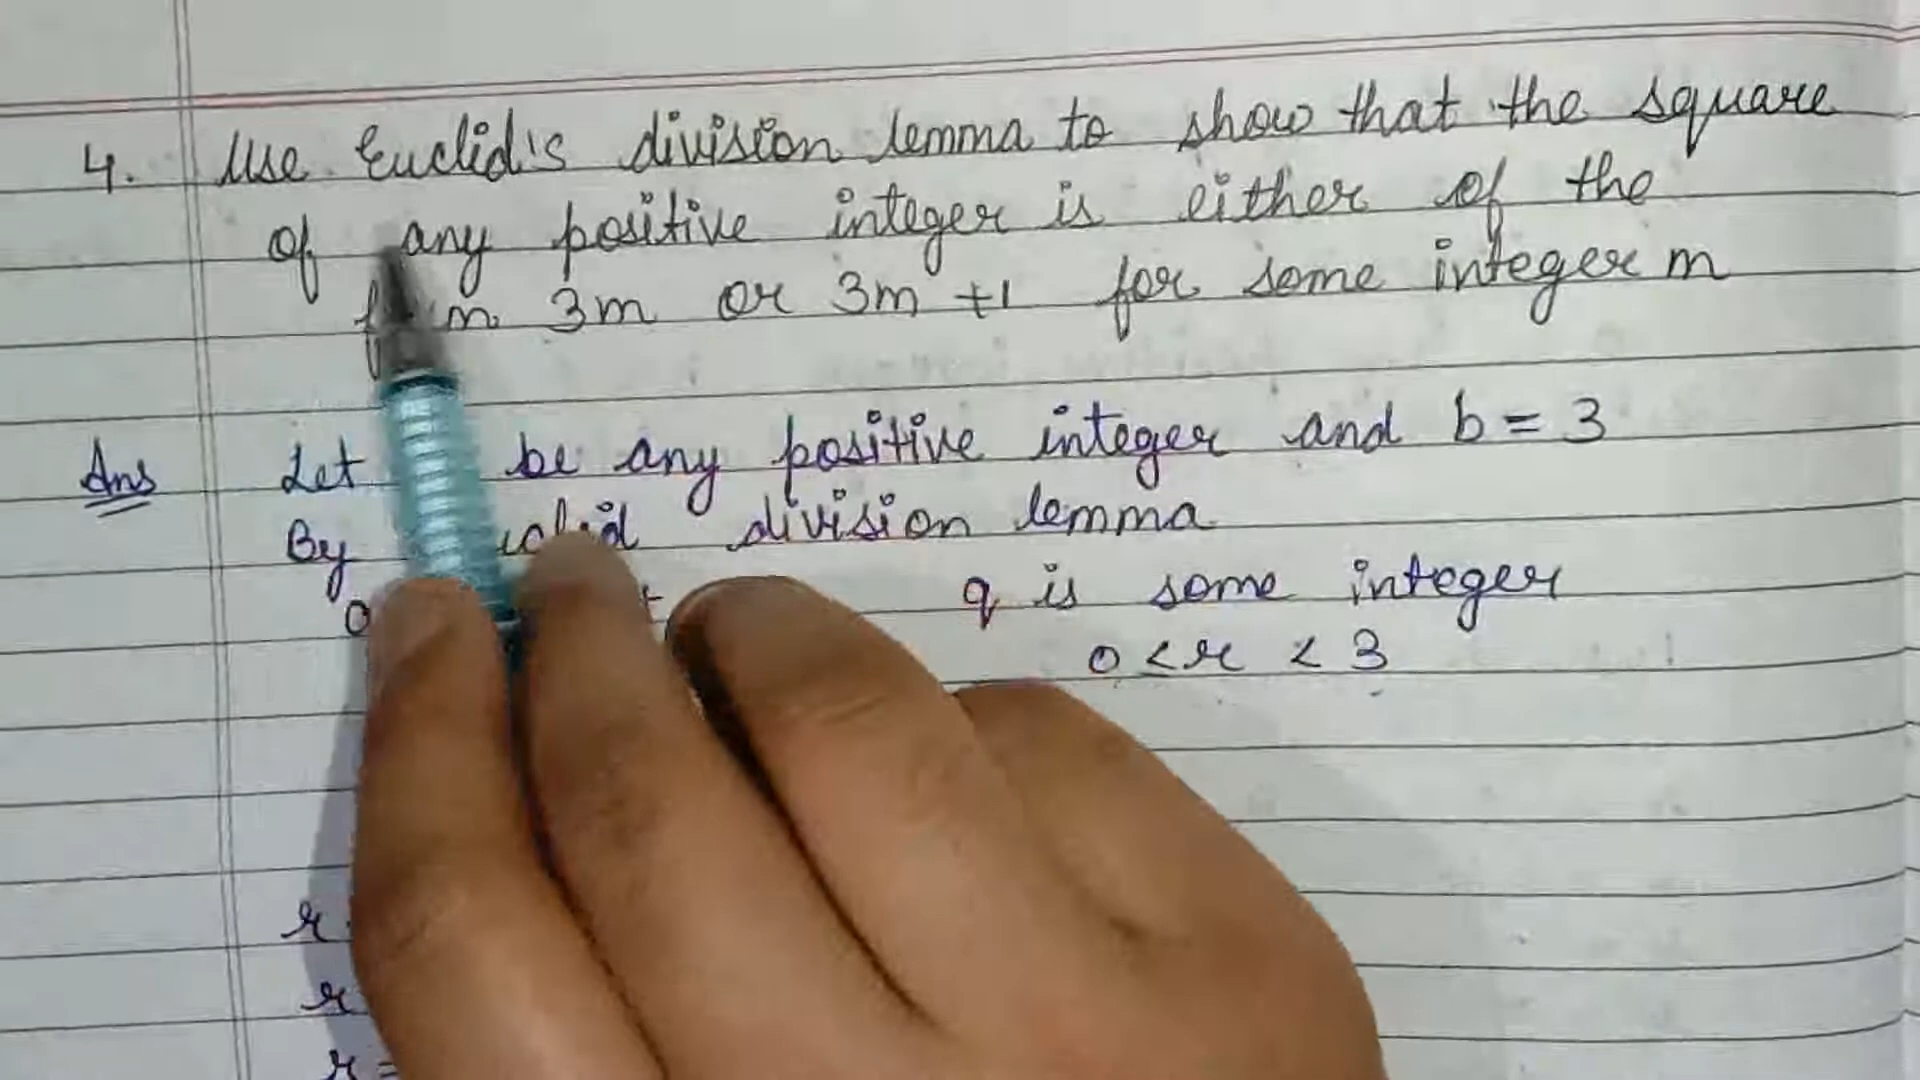 4. Use Euclid's division lemma to show that the square
of any positive integer is either of the
3m or 3m +1 for some integer m
Ans Let be any positive integer and b = 3
By division lemma
q is some integer
0 < r < 3
r
r
r =